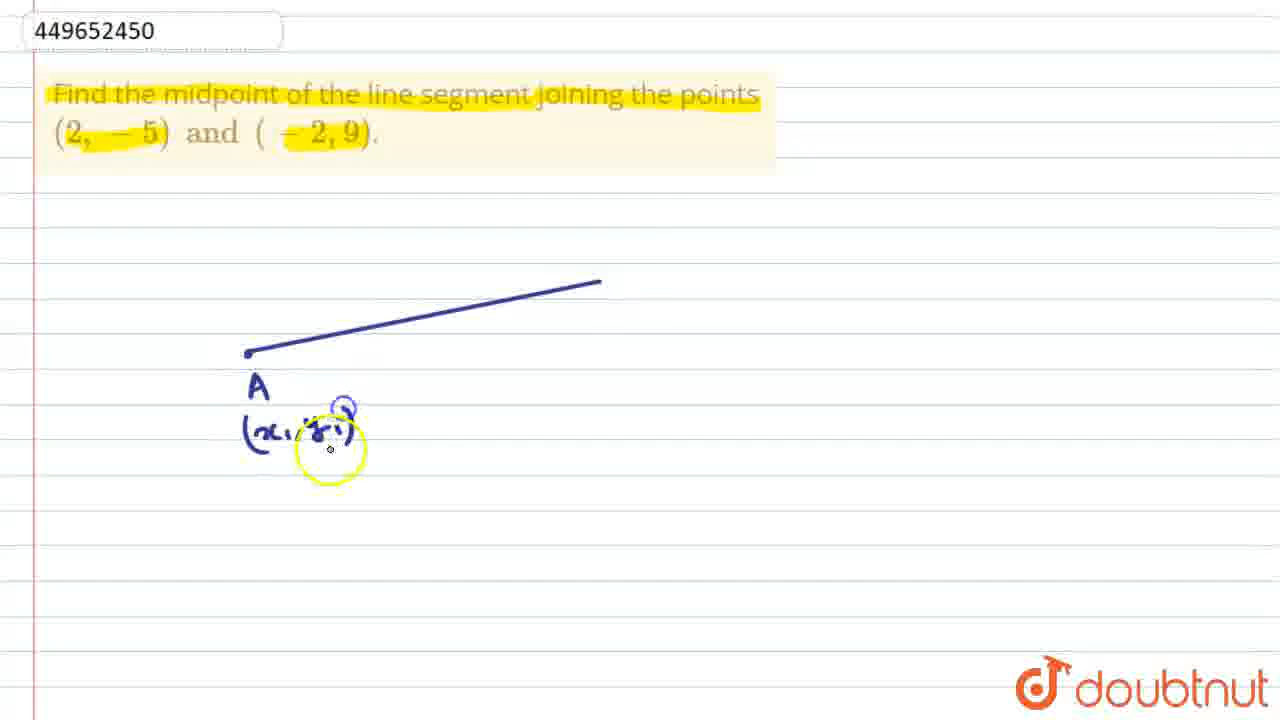 449652450
Find the midpoint of the line segment joining the points
(2, −5) and (−2, 9).
A
(x₁, y₁)
doubtnut